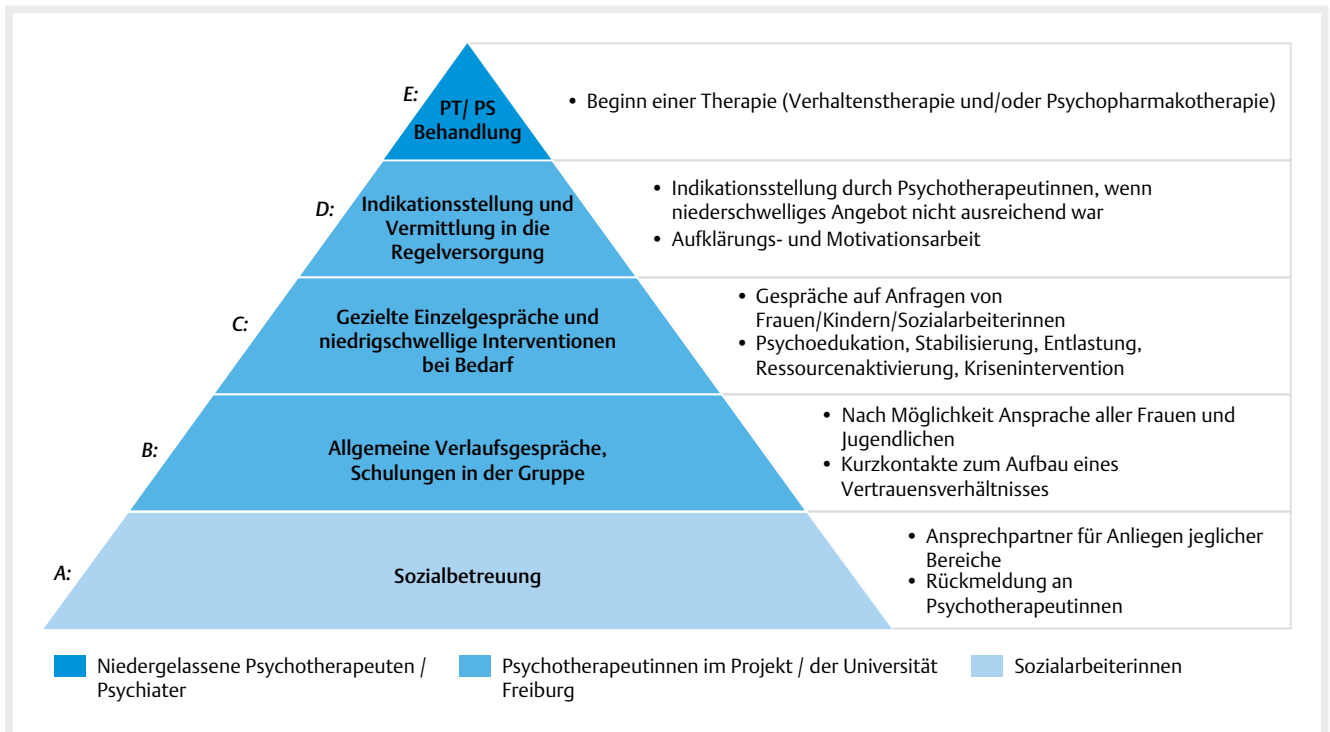 E:
PT/ PS
Behandlung
• Beginn einer Therapie (Verhaltenstherapie und/oder Psychopharmakotherapie)
D:
Indikationsstellung und
Vermittlung in die
Regelversorgung
• Indikationsstellung durch Psychotherapeutinnen, wenn
niederschwelliges Angebot nicht ausreichend war
• Aufklärungs- und Motivationsarbeit
C:
Gezielte Einzelgespräche und
niedrigschwellige Interventionen
bei Bedarf
• Gespräche auf Anfragen von
Frauen/Kindern/Sozialarbeiterinnen
• Psychoedukation, Stabilisierung, Entlastung,
Ressourcenaktivierung, Krisenintervention
B:
Allgemeine Verlaufsgespräche,
Schulungen in der Gruppe
• Nach Möglichkeit Ansprache aller Frauen und
Jugendlichen
• Kurzkontakte zum Aufbau eines
Vertrauensverhältnisses
A:
Sozialbetreuung
• Ansprechpartner für Anliegen jeglicher
Bereiche
• Rückmeldung an
Psychotherapeutinnen
Niedergelassene Psychotherapeuten /
Psychiater
Psychotherapeutinnen im Projekt / der Universität
Freiburg
Sozialarbeiterinnen